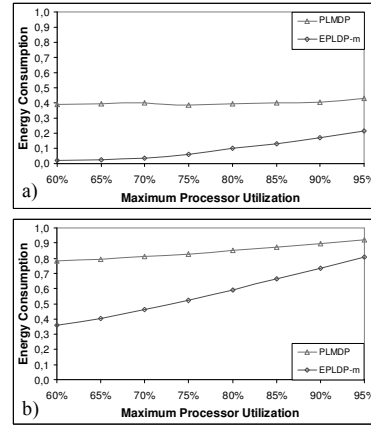 1,0
0,9
0,8
0,7
0,6
0,5
0,4
0,3
0,2
0,1
0,0
Energy Consumption
PLMDP
EPLDP-m
60% 65% 70% 75% 80% 85% 90% 95%
Maximum Processor Utilization
a)
1,0
0,9
0,8
0,7
0,6
0,5
0,4
0,3
0,2
0,1
0,0
Energy Consumption
PLMDP
EPLDP-m
60% 65% 70% 75% 80% 85% 90% 95%
Maximum Processor Utilization
b)